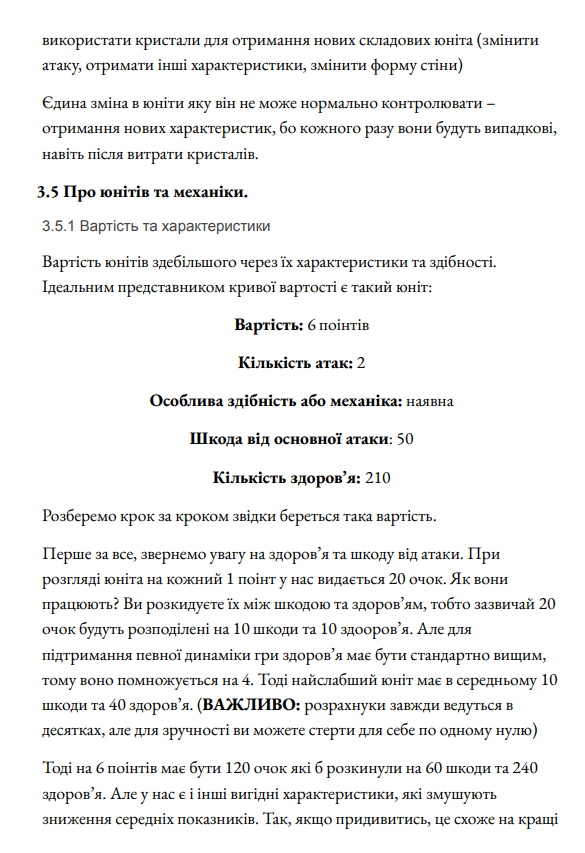 використати кристали для отримання нових складових юніта (змінити
атаку, отримати інші характеристики, змінити форму стіни)
Єдина зміна в юніти яку він не може нормально контролювати –
отримання нових характеристик, бо кожного разу вони будуть випадкові,
навіть після витрати кристалів.
3.5 Про юнітів та механіки.
3.5.1 Вартість та характеристики
Вартість юнітів здебільшого через їх характеристики та здібності.
Ідеальним представником кривої вартості є такий юніт:
Вартість: 6 поінтів
Кількість атак: 2
Особлива здібність або механіка: наявна
Шкода від основної атаки: 50
Кількість здоров’я: 210
Розберемо крок за кроком звідки береться така вартість.
Перше за все, звернемо увагу на здоров’я та шкоду від атаки. При
розгляді юніта на кожний 1 поінт у нас видається 20 очок. Як вони
працюють? Ви розкидуєте їх між шкодою та здоров’ям, тобто зазвичай 20
очок будуть розподілені на 10 шкоди та 10 здооров’я. Але для
підтримання певної динаміки гри здоров’я має бути стандартно вищим,
тому воно помножується на 4. Тоді найслабший юніт має в середньому 10
шкоди та 40 здоров’я. (ВАЖЛИВО: розрахунки завжди ведуться в
десятках, але для зручності ви можете стерти для себе по одному нулю)
Тоді на 6 поінтів має бути 120 очок які б розкинули на 60 шкоди та 240
здоров’я. Але у нас є і інші вигідні характеристики, які змушують
зниження середніх показників. Так, якщо придивитись, це схоже на кращі